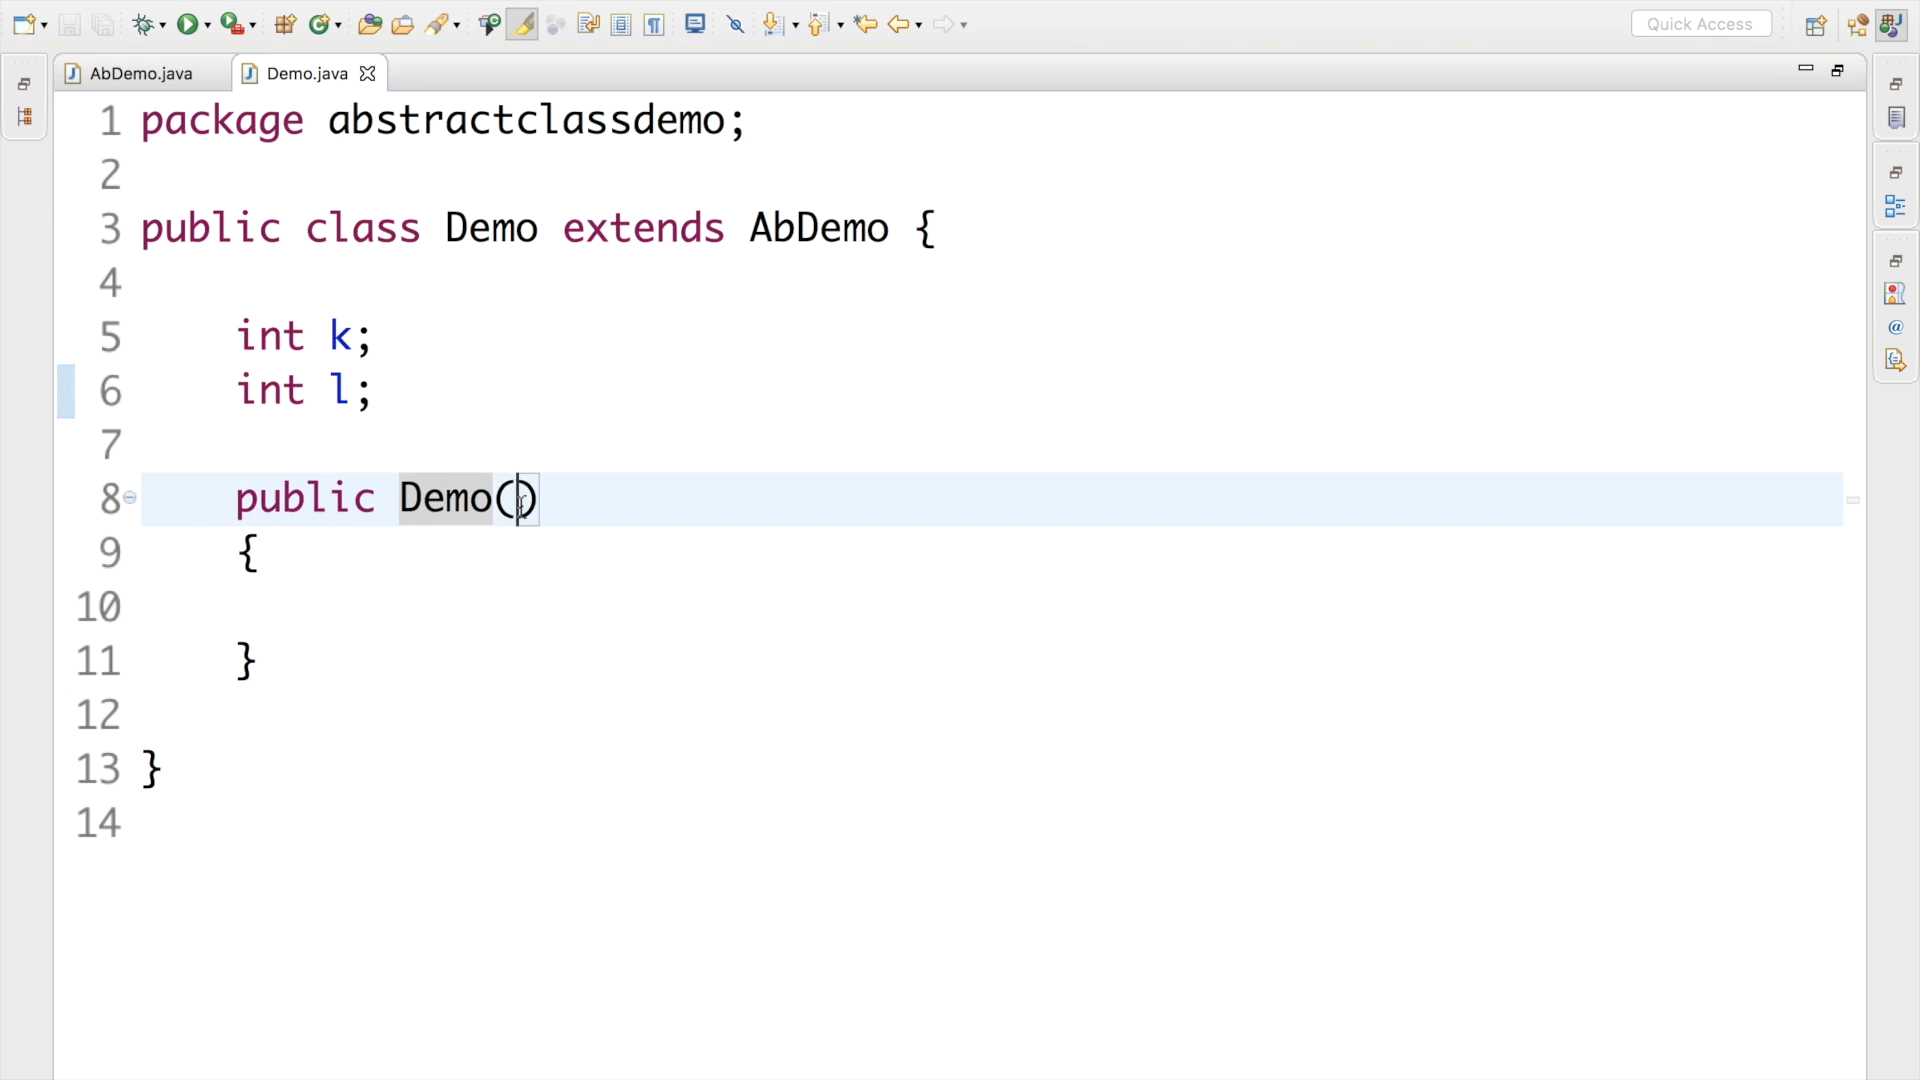 Quick Access
AbDemo.java
Demo.java
1 package abstractclassdemo;
2
3 public class Demo extends AbDemo {
4
5 int k;
6 int l;
7
8 public Demo()
9 {
10
11 }
12
13 }
14